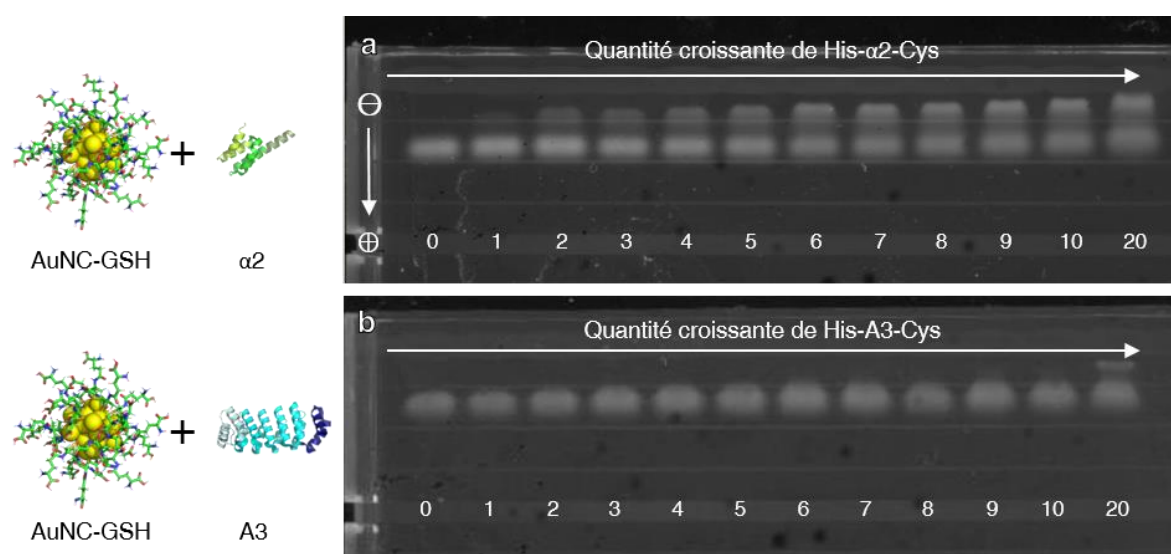 a
Quantité croissante de His-α2-Cys
⊖
+
⊕
0 1 2 3 4 5 6 7 8 9 10 20
AuNC-GSH α2
b
Quantité croissante de His-A3-Cys
+
0 1 2 3 4 5 6 7 8 9 10 20
AuNC-GSH A3